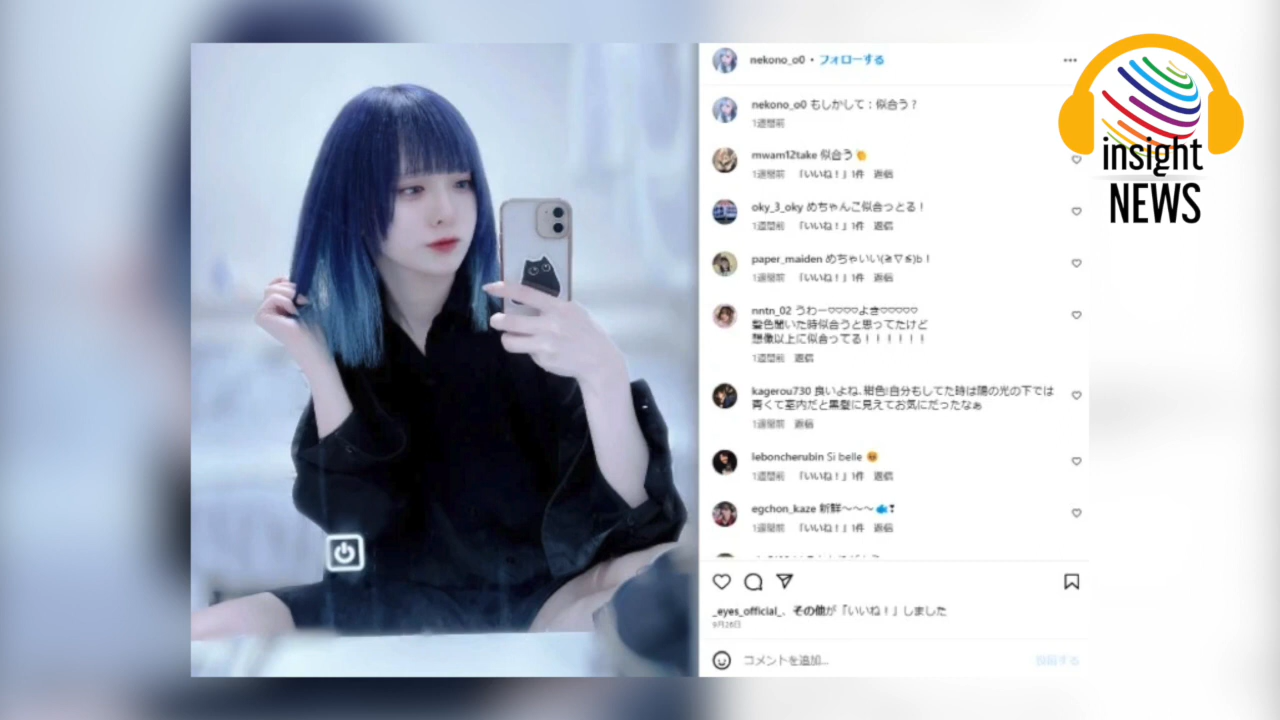 nekono_o0 • フォローする
nekono_o0 もしかして：似合う？
1週間前
mwam12take 似合う👏
1週間前 「いいね！」1件 返信
oky_3_oky めちゃんこ似合っとる！
1週間前 「いいね！」1件 返信
paper_maiden めちゃいい(≧▽≦)b！
1週間前 「いいね！」1件 返信
nntn_02 うわー♡♡♡♡よき♡♡♡♡♡
髪色聞いた時似合うと思ってたけど
想像以上に似合ってる！！！！！！
1週間前 返信
kagerou730 良いよね､紺色!自分もしてた時は陽の光の下では
青くて室内だと黒髪に見えてお気にだったなぁ
1週間前 返信
leboncherubin Si belle
1週間前 「いいね！」1件 返信
egchon_kaze 新鮮〜〜〜🐟❣
1週間前 「いいね！」1件 返信
_eyes_official_、その他が「いいね！」しました
9月28日
コメントを追加...
投稿する
insight
NEWS